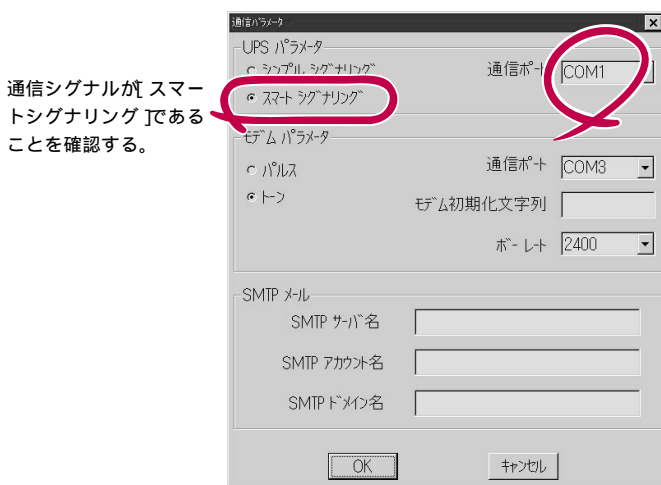 通信パラメータ
UPS パラメータ
シンプル シグナリング
通信ポート COM1
スマート シグナリング
通信シグナルが[ スマー
トシグナリング ]である
ことを確認する。
モデム パラメータ
パルス
通信ポート COM3
トーン
モデム初期化文字列
ボー レート 2400
SMTP メール
SMTP サーバ名
SMTP アカウント名
SMTP ドメイン名
OK キャンセル